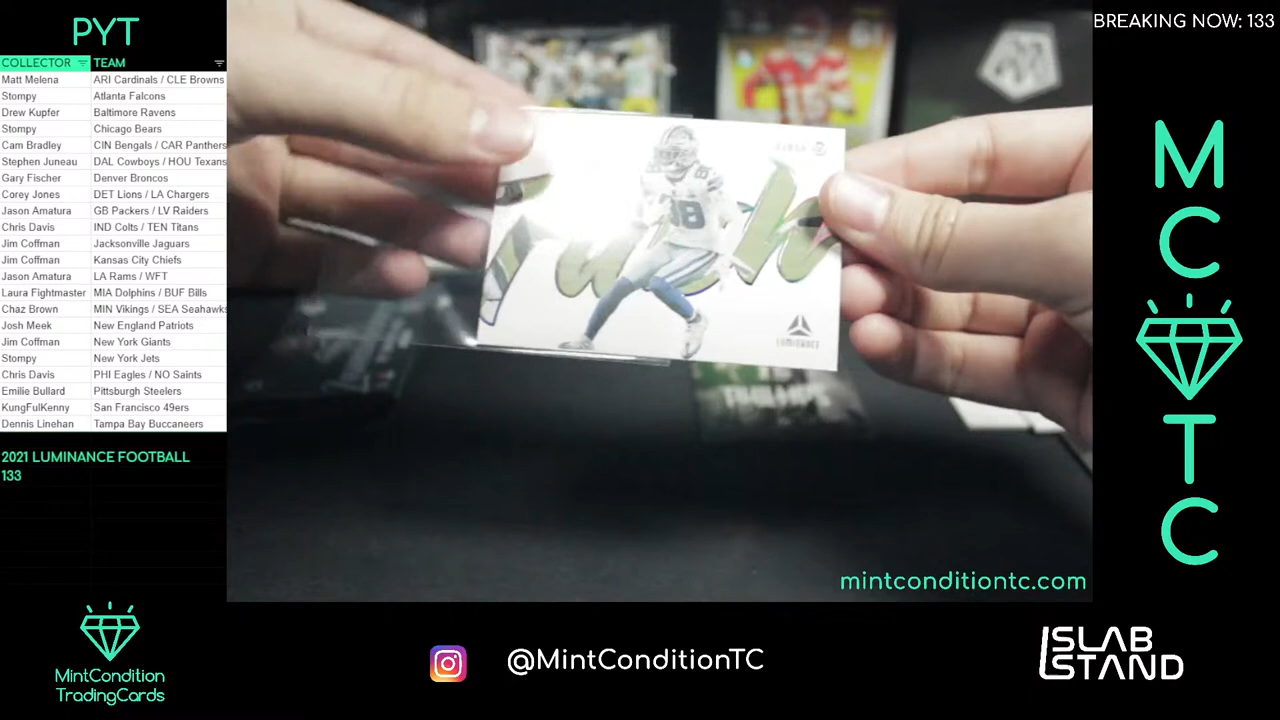 PYT
BREAKING NOW: 133
COLLECTOR TEAM
Matt Melena ARI Cardinals / CLE Browns
Stompy Atlanta Falcons
Drew Kupfer Baltimore Ravens
Stompy Chicago Bears
Cam Bradley CIN Bengals / CAR Panthers
Stephen Juneau DAL Cowboys / HOU Texans
Gary Fischer Denver Broncos
Corey Jones DET Lions / LA Chargers
Jason Amatura GB Packers / LV Raiders
Chris Davis IND Colts / TEN Titans
Jim Coffman Jacksonville Jaguars
Jim Coffman Kansas City Chiefs
Jason Amatura LA Rams / WFT
Laura Fightmaster MIA Dolphins / BUF Bills
Chaz Brown MIN Vikings / SEA Seahawks
Josh Meek New England Patriots
Jim Coffman New York Giants
Stompy New York Jets
Chris Davis PHI Eagles / NO Saints
Emilie Bullard Pittsburgh Steelers
KungFulKenny San Francisco 49ers
Dennis Linehan Tampa Bay Buccaneers
2021 LUMINANCE FOOTBALL
133
15
88
LUMINANCE
M
C
T
C
mintconditiontc.com
MintCondition
TradingCards
@MintConditionTC
SLAB
STAND